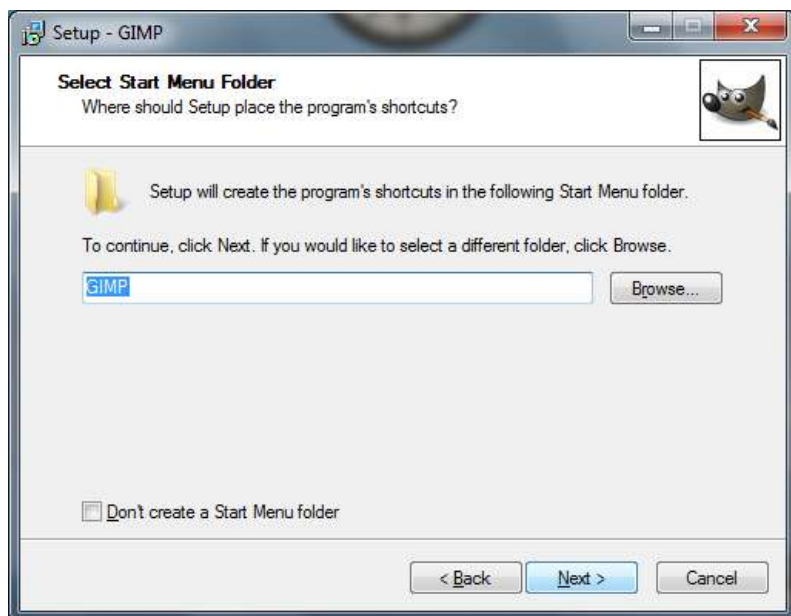 Setup - GIMP
Select Start Menu Folder
Where should Setup place the program's shortcuts?
Setup will create the program's shortcuts in the following Start Menu folder.
To continue, click Next. If you would like to select a different folder, click Browse.
GIMP
Browse...
Don't create a Start Menu folder
< Back
Next >
Cancel